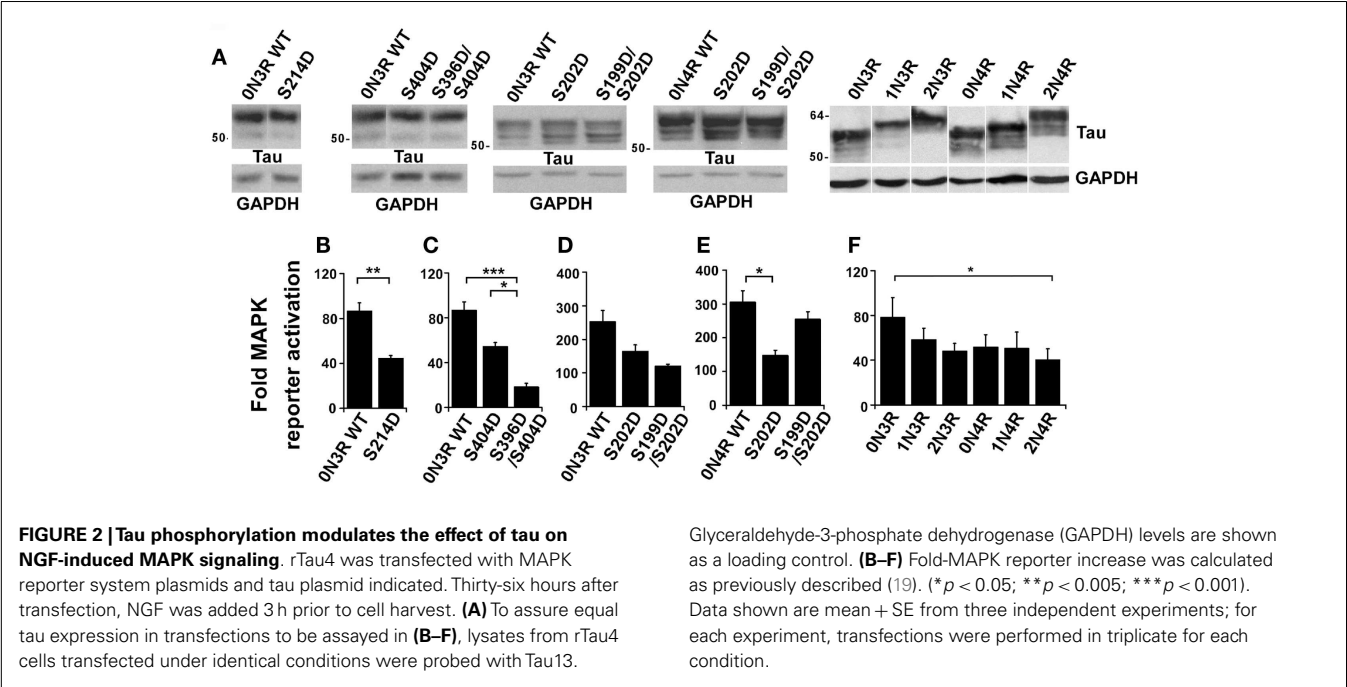 A
0N3R WT
S214D
0N3R WT
S404D
S396D/
S404D
0N3R WT
S202D
S199D/
S202D
0N4R WT
S202D
S199D/
S202D
0N3R
1N3R
2N3R
0N4R
1N4R
2N4R
50-
Tau
GAPDH
50-
Tau
GAPDH
50-
Tau
GAPDH
50-
Tau
GAPDH
64-
50-
Tau
GAPDH
Fold MAPK
reporter activation
B
120
80
40
0
**
0N3R WT
S214D
C
120
80
40
0
***
*
0N3R WT
S404D
S396D
/S404D
D
400
300
200
100
0
0N3R WT
S202D
S199D
/S202D
E
400
300
200
100
0
*
0N4R WT
S202D
S199D
/S202D
F
120
80
40
0
*
0N3R
1N3R
2N3R
0N4R
1N4R
2N4R
FIGURE 2 | Tau phosphorylation modulates the effect of tau on
NGF-induced MAPK signaling. rTau4 was transfected with MAPK
reporter system plasmids and tau plasmid indicated. Thirty-six hours after
transfection, NGF was added 3 h prior to cell harvest. (A) To assure equal
tau expression in transfections to be assayed in (B–F), lysates from rTau4
cells transfected under identical conditions were probed with Tau13.
Glyceraldehyde-3-phosphate dehydrogenase (GAPDH) levels are shown
as a loading control. (B–F) Fold-MAPK reporter increase was calculated
as previously described (19). (*p < 0.05; **p < 0.005; ***p < 0.001).
Data shown are mean + SE from three independent experiments; for
each experiment, transfections were performed in triplicate for each
condition.